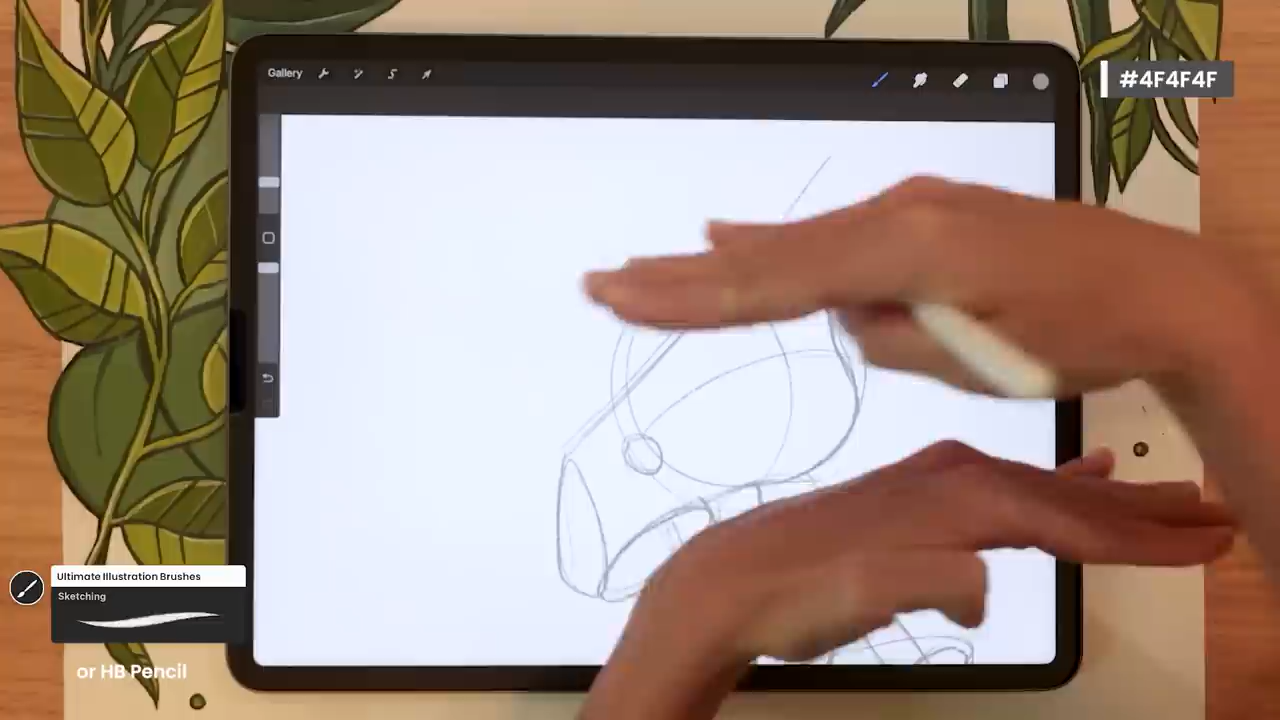 Gallery
#4F4F4F
Ultimate Illustration Brushes
Sketching
or HB Pencil